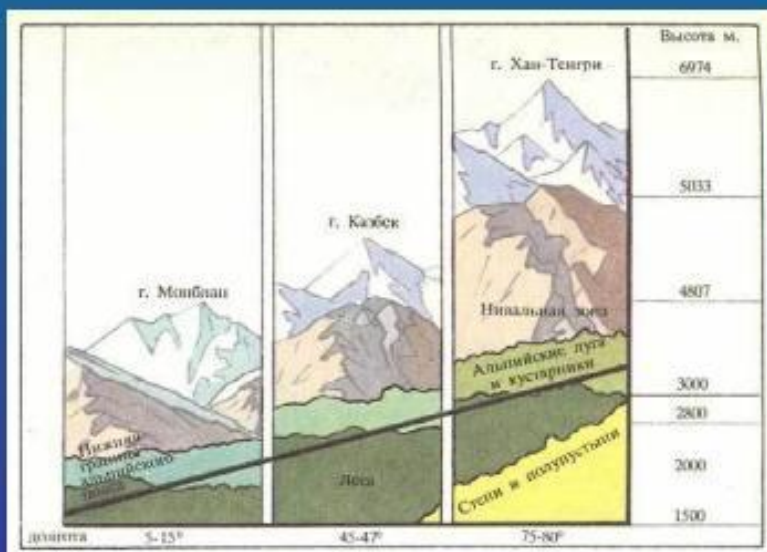 Высота м.
г. Хан-Тенгри
6974
5033
г. Казбек
г. Монблан
4807
Нивальная зона
Альпийские луга
и кустарники
3000
2800
Нижняя
граница
альпийского
пояса
Леса
Степи и полупустыни
2000
1500
долгота
5-15°
45-47°
75-80°